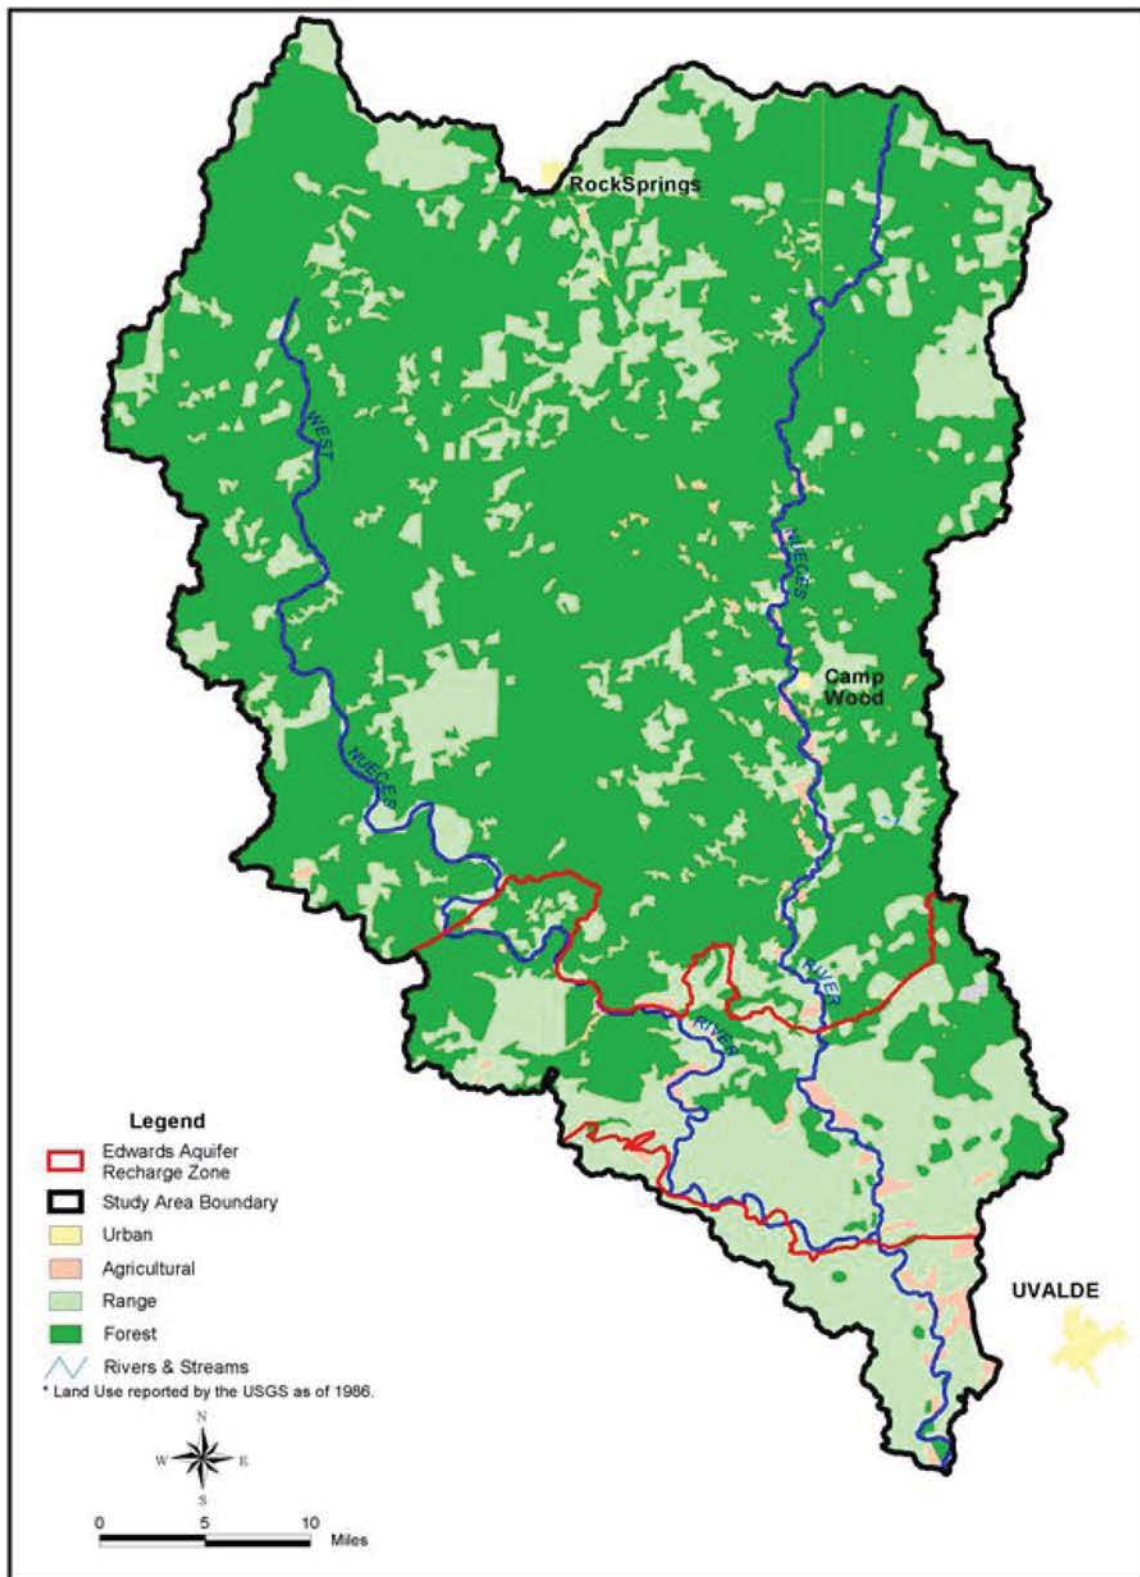 RockSprings
WEST
NUECES
Camp
Wood
NUECES
RIVER
RIVER
UVALDE
Legend
Edwards Aquifer
Recharge Zone
Study Area Boundary
Urban
Agricultural
Range
Forest
Rivers & Streams
* Land Use reported by the USGS as of 1986.
N
W E
S
0 5 10
Miles